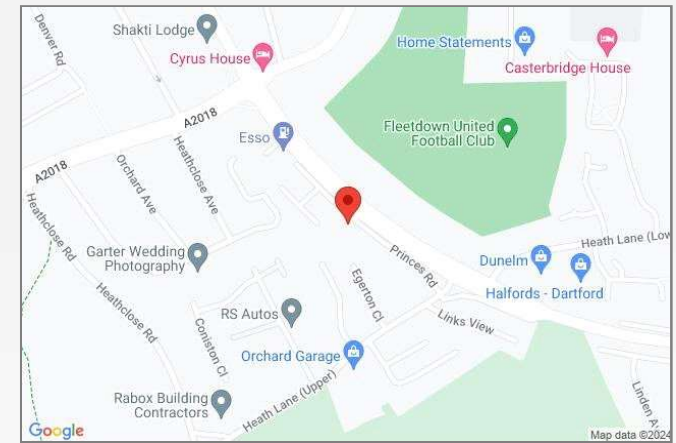 Denver Rd
Shakti Lodge
Cyrus House
Home Statements
Casterbridge House
A2018
Esso
Fleetdown United
Football Club
A2018
Orchard Ave
Heathclose Ave
Heathclose Rd
Garter Wedding
Photography
Princes Rd
Heath Lane (Low
Dunelm
Halfords - Dartford
Egerton Cl
Links View
RS Autos
Heathclose Rd
Coniston Cl
Orchard Garage
Rabox Building
Contractors
Heath Lane (Upper)
Linden A
Google
Map data ©2024